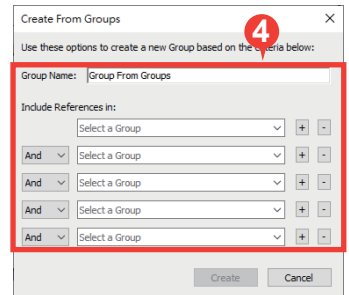 Create From Groups
Use these options to create a new Group based on the criteria below:
4
Group Name: Group From Groups
Include References in:
Select a Group + -
And Select a Group + -
And Select a Group + -
And Select a Group + -
And Select a Group + -
Create Cancel